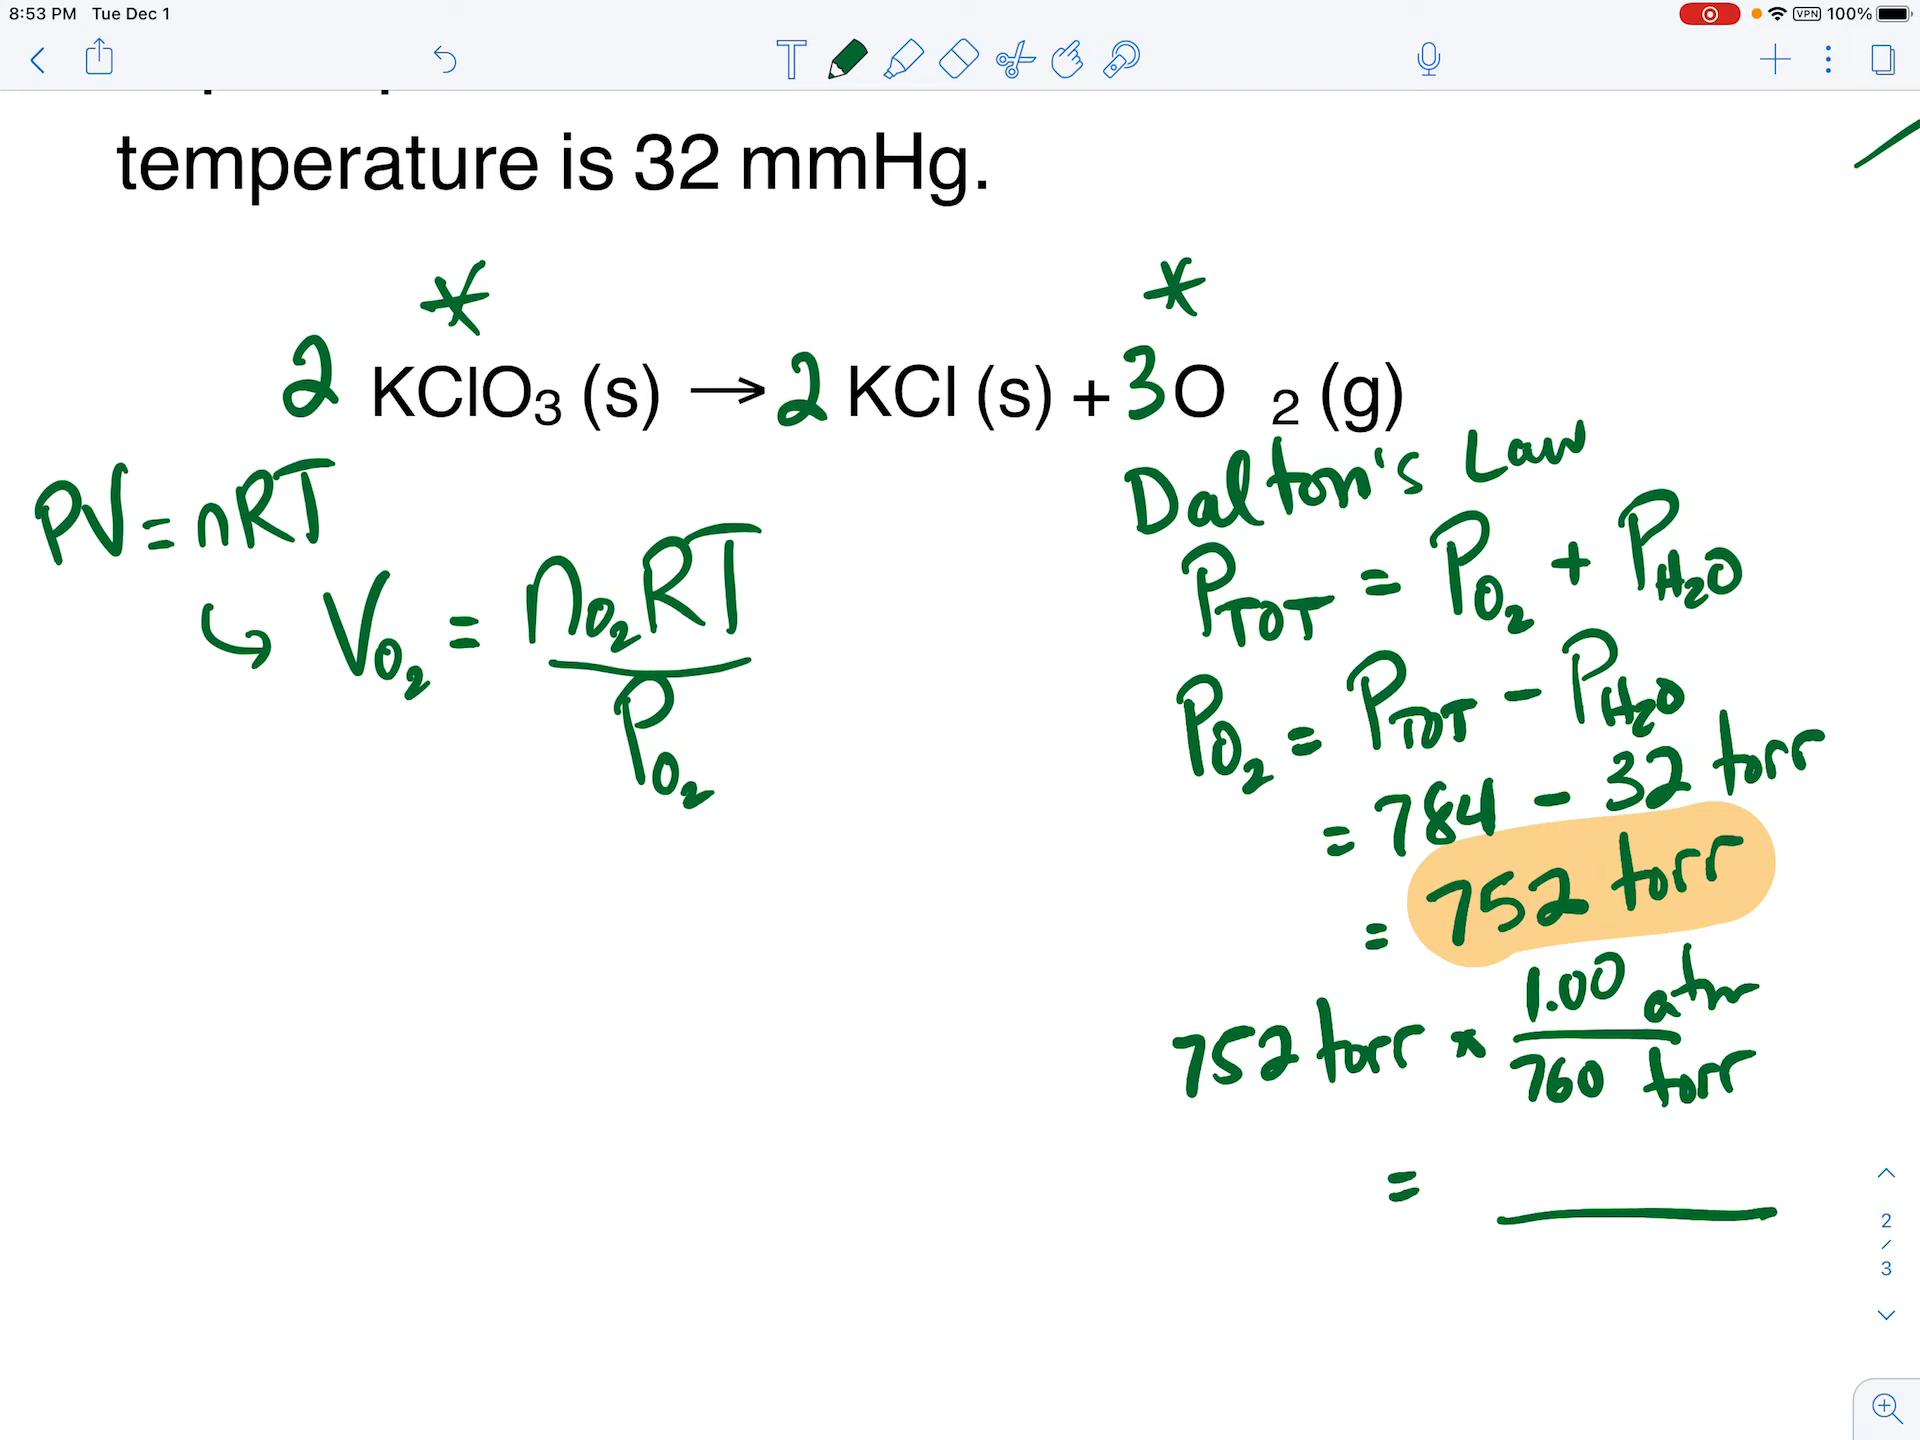 8:53 PM Tue Dec 1
VPN 100%
T
temperature is 32 mmHg.
* *
2 KClO3 (s) → 2 KCl (s) + 3 O 2 (g)
PV = nRT
↳ VO2 = nO2RT
PO2
Dalton's Law
PTOT = PO2 + PH2O
PO2 = PTOT - PH2O
= 784 - 32 torr
= 752 torr
752 torr × 1.00 atm
760 torr
=
2
/
3